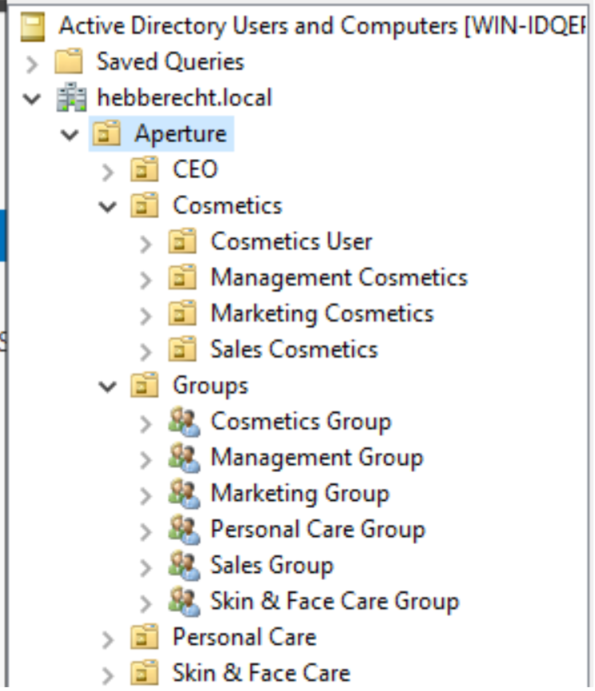 Active Directory Users and Computers [WIN-IDQE
Saved Queries
hebberecht.local
Aperture
CEO
Cosmetics
Cosmetics User
Management Cosmetics
Marketing Cosmetics
Sales Cosmetics
Groups
Cosmetics Group
Management Group
Marketing Group
Personal Care Group
Sales Group
Skin & Face Care Group
Personal Care
Skin & Face Care